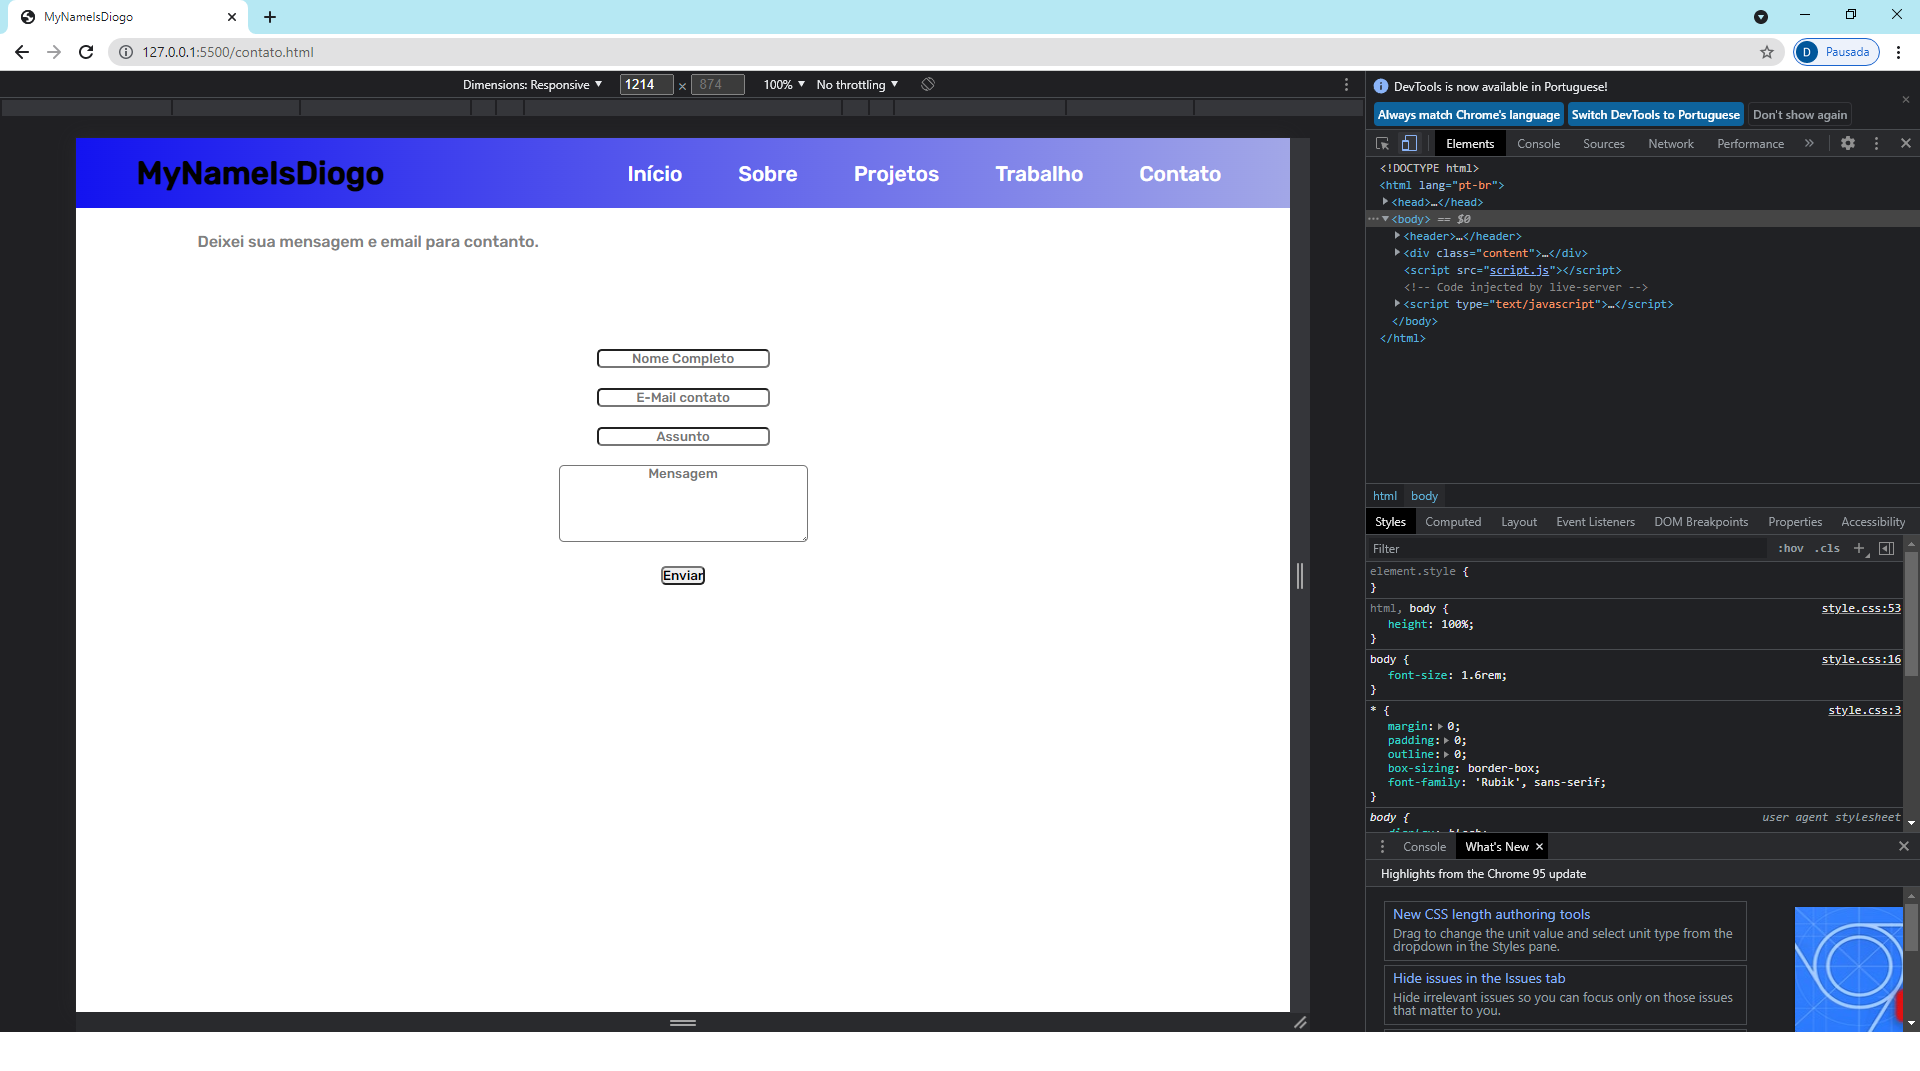 MyNameIsDiogo
127.0.0.1:5500/contato.html
D Pausada
Dimensions: Responsive 1214 × 874 100% No throttling
MyNameIsDiogo Início Sobre Projetos Trabalho Contato
Deixei sua mensagem e email para contanto.
Nome Completo
E-Mail contato
Assunto
Mensagem
Enviar
DevTools is now available in Portuguese!
Always match Chrome's language Switch DevTools to Portuguese Don't show again
Elements Console Sources Network Performance »
<!DOCTYPE html>
<html lang="pt-br">
<head>…</head>
<body> == $0
<header>…</header>
<div class="content">…</div>
<script src="script.js"></script>
<!-- Code injected by live-server -->
<script type="text/javascript">…</script>
</body>
</html>
html body
Styles Computed Layout Event Listeners DOM Breakpoints Properties Accessibility
Filter :hov .cls +
element.style {
}
html, body { style.css:53
height: 100%;
}
body { style.css:16
font-size: 1.6rem;
}
* { style.css:3
margin: 0;
padding: 0;
outline: 0;
box-sizing: border-box;
font-family: 'Rubik', sans-serif;
}
body { user agent stylesheet
Console What's New ×
Highlights from the Chrome 95 update
New CSS length authoring tools
Drag to change the unit value and select unit type from the
dropdown in the Styles pane.
Hide issues in the Issues tab
Hide irrelevant issues so you can focus only on those issues
that matter to you.